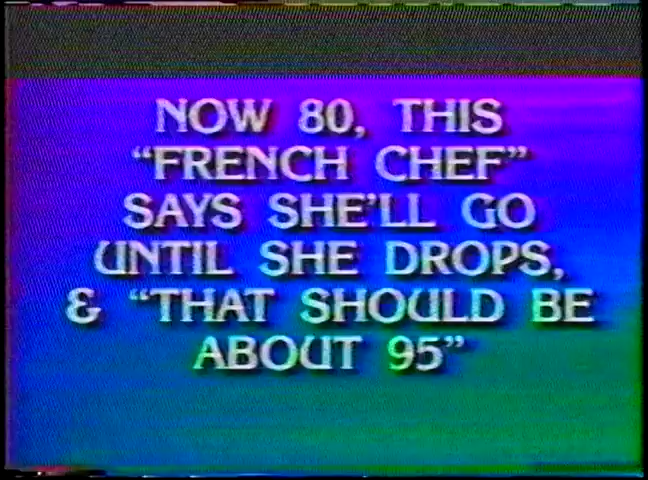 NOW 80, THIS
"FRENCH CHEF"
SAYS SHE'LL GO
UNTIL SHE DROPS,
& "THAT SHOULD BE
ABOUT 95"